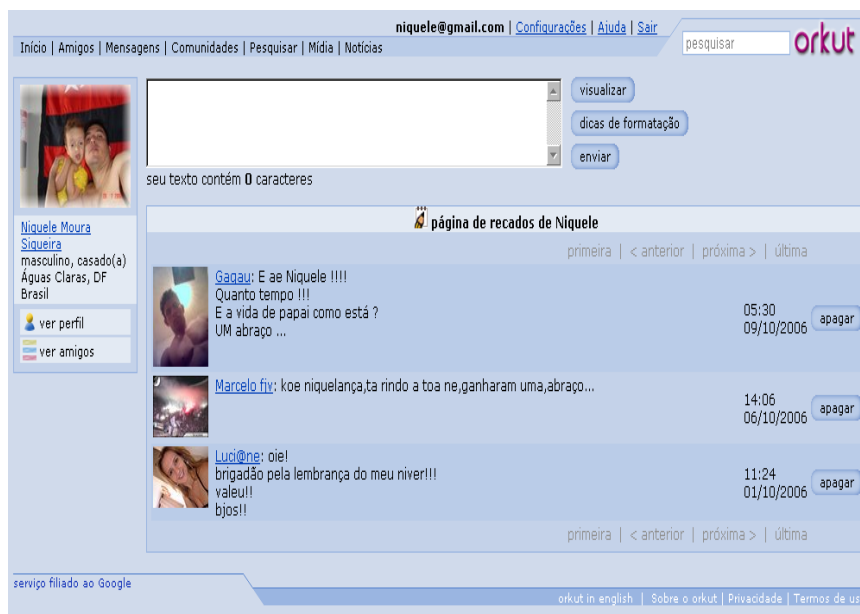 niquele@gmail.com | Configurações | Ajuda | Sair
pesquisar
orkut
Início | Amigos | Mensagens | Comunidades | Pesquisar | Mídia | Notícias
visualizar
dicas de formatação
enviar
seu texto contém 0 caracteres
Niquele Moura
Siqueira
masculino, casado(a)
Águas Claras, DF
Brasil
ver perfil
ver amigos
página de recados de Niquele
primeira | < anterior | próxima > | última
Gagau: E ae Niquele !!!!
Quanto tempo !!!
E a vida de papai como está ?
UM abraço ...
05:30
09/10/2006
apagar
Marcelo fjv: koe niquelança,ta rindo a toa ne,ganharam uma,abraço...
14:06
06/10/2006
apagar
Luci@ne: oie!
brigadão pela lembrança do meu niver!!!
valeu!!
bjos!!
11:24
01/10/2006
apagar
primeira | < anterior | próxima > | última
serviço filiado ao Google
orkut in english | Sobre o orkut | Privacidade | Termos de us